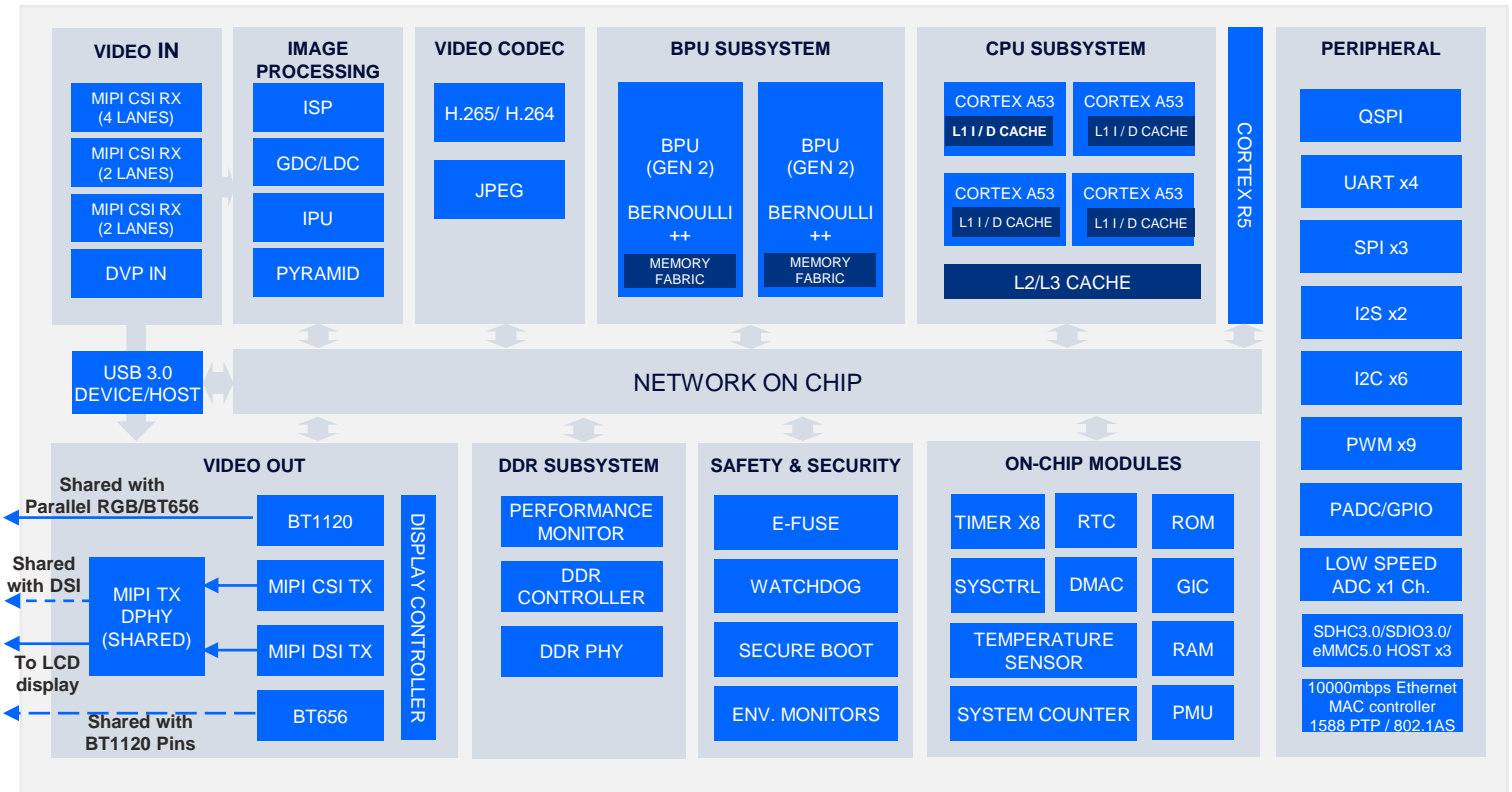 VIDEO IN
MIPI CSI RX
(4 LANES)
MIPI CSI RX
(2 LANES)
MIPI CSI RX
(2 LANES)
DVP IN
IMAGE
PROCESSING
ISP
GDC/LDC
IPU
PYRAMID
VIDEO CODEC
H.265/ H.264
JPEG
BPU SUBSYSTEM
BPU
(GEN 2)
BERNOULLI
++
MEMORY
FABRIC
BPU
(GEN 2)
BERNOULLI
++
MEMORY
FABRIC
CPU SUBSYSTEM
CORTEX A53
L1 I / D CACHE
CORTEX A53
L1 I / D CACHE
CORTEX A53
L1 I / D CACHE
CORTEX A53
L1 I / D CACHE
L2/L3 CACHE
CORTEX R5
PERIPHERAL
QSPI
UART x4
SPI x3
I2S x2
I2C x6
PWM x9
PADC/GPIO
LOW SPEED
ADC x1 Ch.
SDHC3.0/SDIO3.0/
eMMC5.0 HOST x3
10000mbps Ethernet
MAC controller
1588 PTP / 802.1AS
USB 3.0
DEVICE/HOST
NETWORK ON CHIP
VIDEO OUT
Shared with
Parallel RGB/BT656
BT1120
Shared
with DSI
MIPI TX
DPHY
(SHARED)
MIPI CSI TX
MIPI DSI TX
To LCD
display
BT656
Shared with
BT1120 Pins
DISPLAY CONTROLLER
DDR SUBSYSTEM
PERFORMANCE
MONITOR
DDR
CONTROLLER
DDR PHY
SAFETY & SECURITY
E-FUSE
WATCHDOG
SECURE BOOT
ENV. MONITORS
ON-CHIP MODULES
TIMER X8
RTC
ROM
SYSCTRL
DMAC
GIC
TEMPERATURE
SENSOR
RAM
SYSTEM COUNTER
PMU